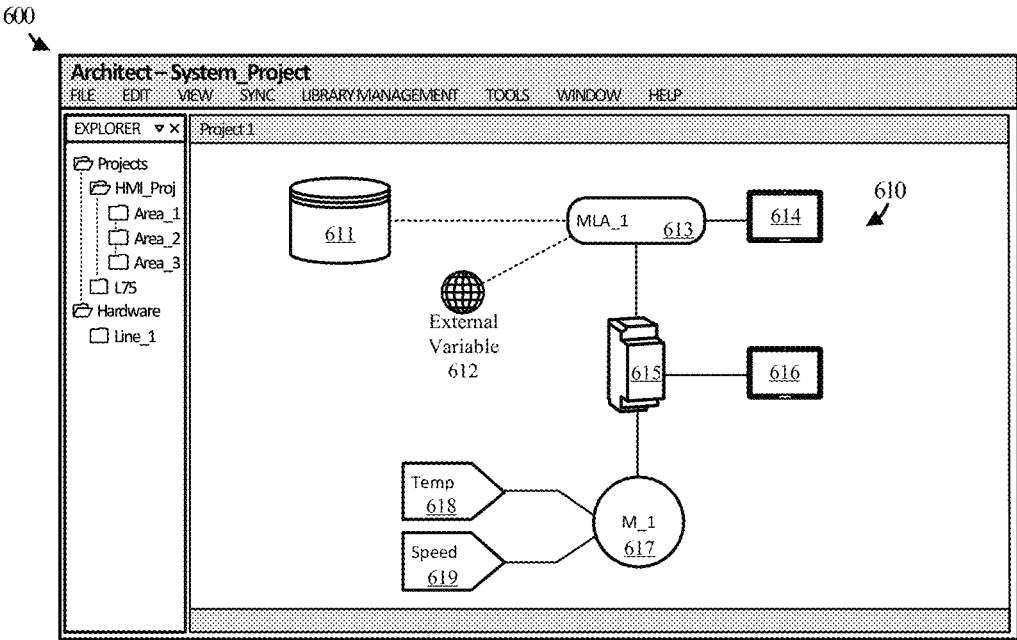 600
Architect – System_Project
FILE EDIT VIEW SYNC LIBRARY MANAGEMENT TOOLS WINDOW HELP
EXPLORER
Project 1
Projects
HMI_Proj
Area_1
Area_2
Area_3
L75
Hardware
Line_1
611
MLA_1
613
614
610
External
Variable
612
615
616
Temp
618
Speed
619
M_1
617